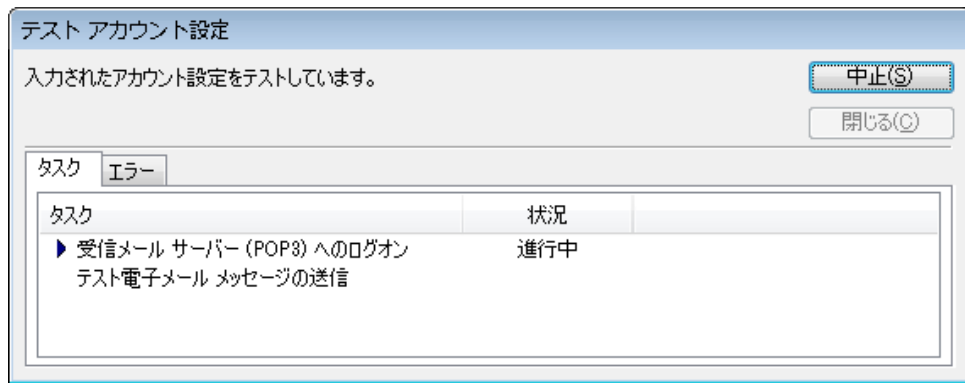 テスト アカウント設定
入力されたアカウント設定をテストしています。
中止(S)
閉じる(C)
タスク エラー
タスク 状況
受信メール サーバー (POP3) へのログオン 進行中
テスト電子メール メッセージの送信